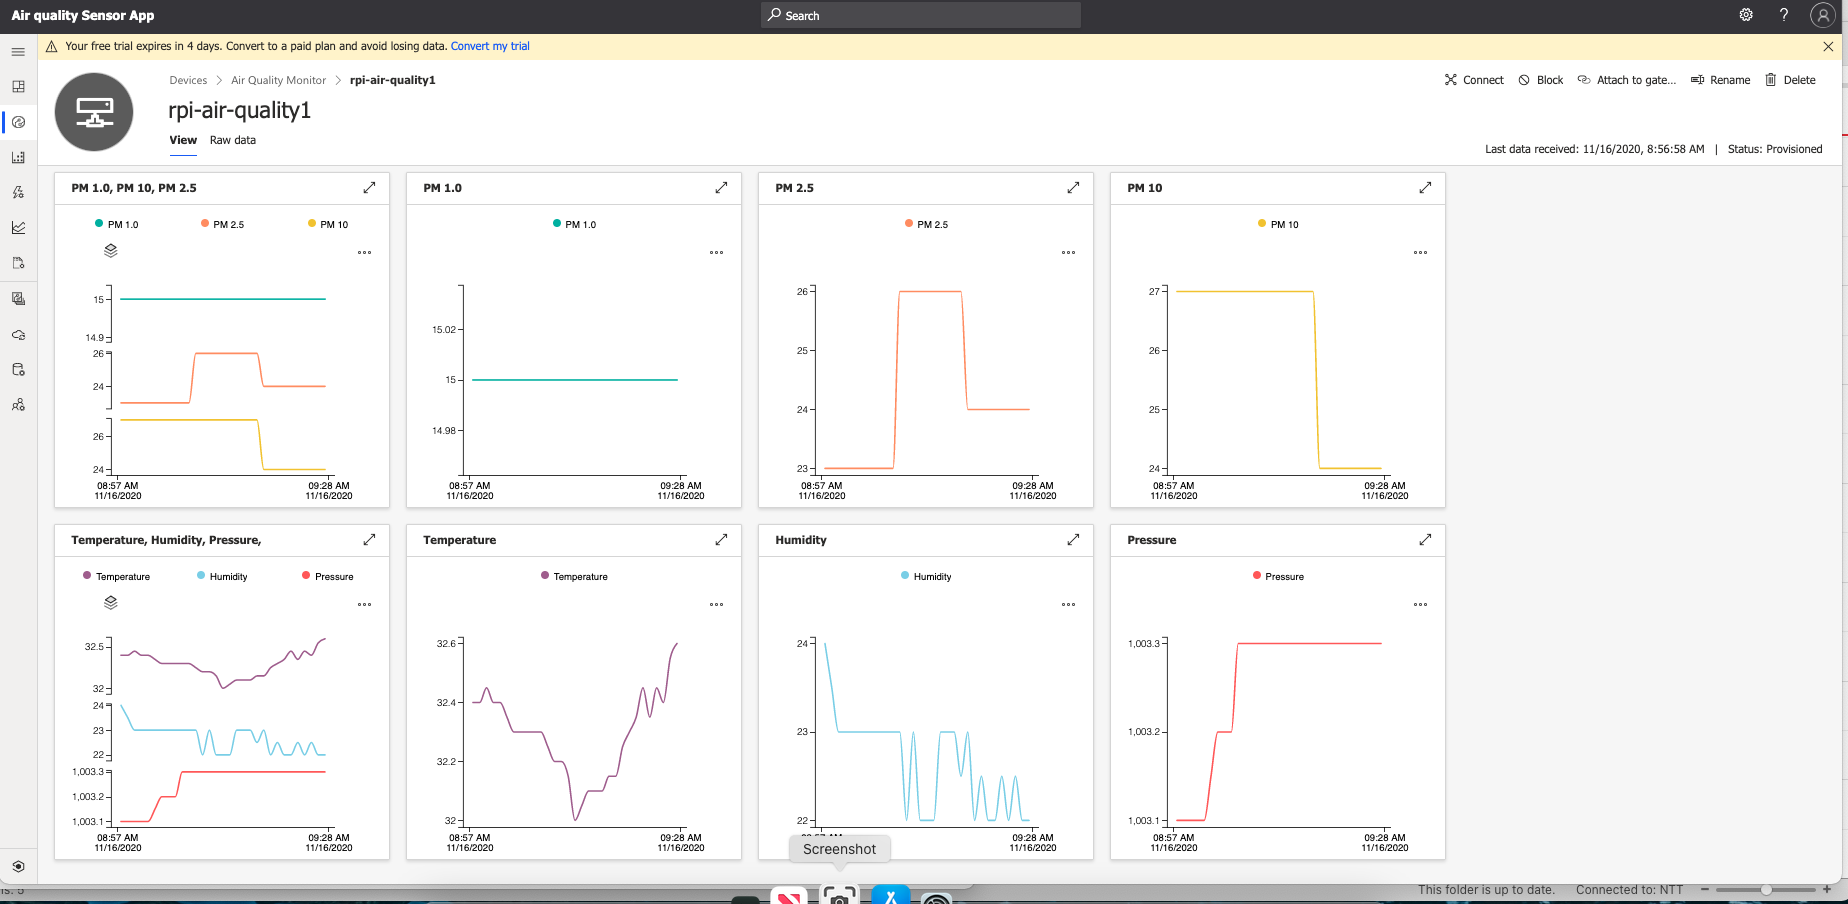 Air quality Sensor App
Search
?
Your free trial expires in 4 days. Convert to a paid plan and avoid losing data. Convert my trial
Devices > Air Quality Monitor > rpi-air-quality1
Connect Block Attach to gate... Rename Delete
rpi-air-quality1
View Raw data
Last data received: 11/16/2020, 8:56:58 AM | Status: Provisioned
PM 1.0, PM 10, PM 2.5
PM 1.0 PM 2.5 PM 10
15
14.9
26
24
26
24
08:57 AM 09:28 AM
11/16/2020 11/16/2020
PM 1.0
PM 1.0
15.02
15
14.98
08:57 AM 09:28 AM
11/16/2020 11/16/2020
PM 2.5
PM 2.5
26
25
24
23
08:57 AM 09:28 AM
11/16/2020 11/16/2020
PM 10
PM 10
27
26
25
24
08:57 AM 09:28 AM
11/16/2020 11/16/2020
Temperature, Humidity, Pressure,
Temperature Humidity Pressure
32.5
32
24
23
22
1,003.3
1,003.2
1,003.1
08:57 AM 09:28 AM
11/16/2020 11/16/2020
Temperature
Temperature
32.6
32.4
32.2
32
08:57 AM 09:28 AM
11/16/2020 11/16/2020
Humidity
Humidity
24
23
22
09:28 AM
11/16/2020
Pressure
Pressure
1,003.3
1,003.2
1,003.1
08:57 AM 09:28 AM
11/16/2020 11/16/2020
Screenshot
This folder is up to date. Connected to: NTT